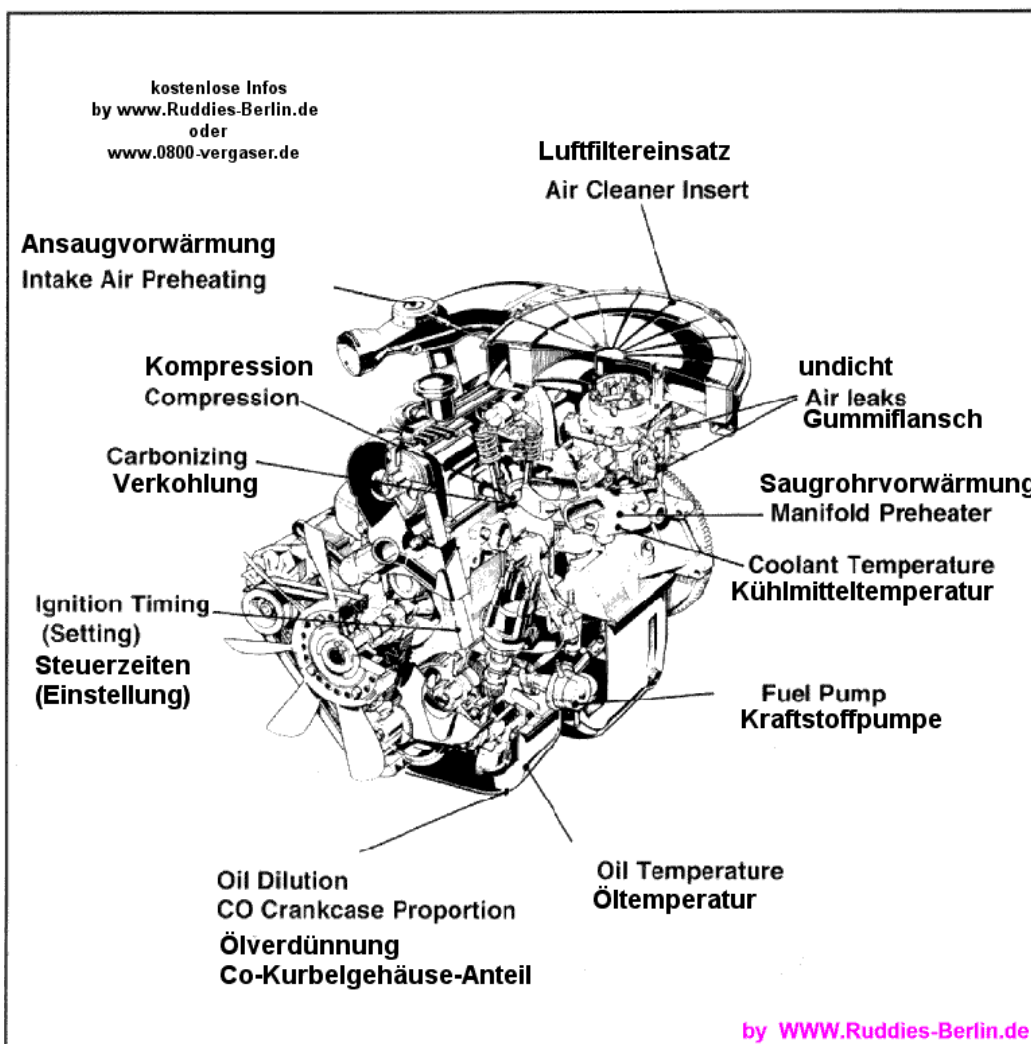 kostenlose Infos
by www.Ruddies-Berlin.de
oder
www.0800-vergaser.de
Luftfiltereinsatz
Air Cleaner Insert
Ansaugvorwärmung
Intake Air Preheating
Kompression
Compression
undicht
Air leaks
Gummiflansch
Carbonizing
Verkohlung
Saugrohrvorwärmung
Manifold Preheater
Coolant Temperature
Kühlmitteltemperatur
Ignition Timing
(Setting)
Steuerzeiten
(Einstellung)
Fuel Pump
Kraftstoffpumpe
Oil Dilution
CO Crankcase Proportion
Ölverdünnung
Co-Kurbelgehäuse-Anteil
Oil Temperature
Öltemperatur
by WWW.Ruddies-Berlin.de